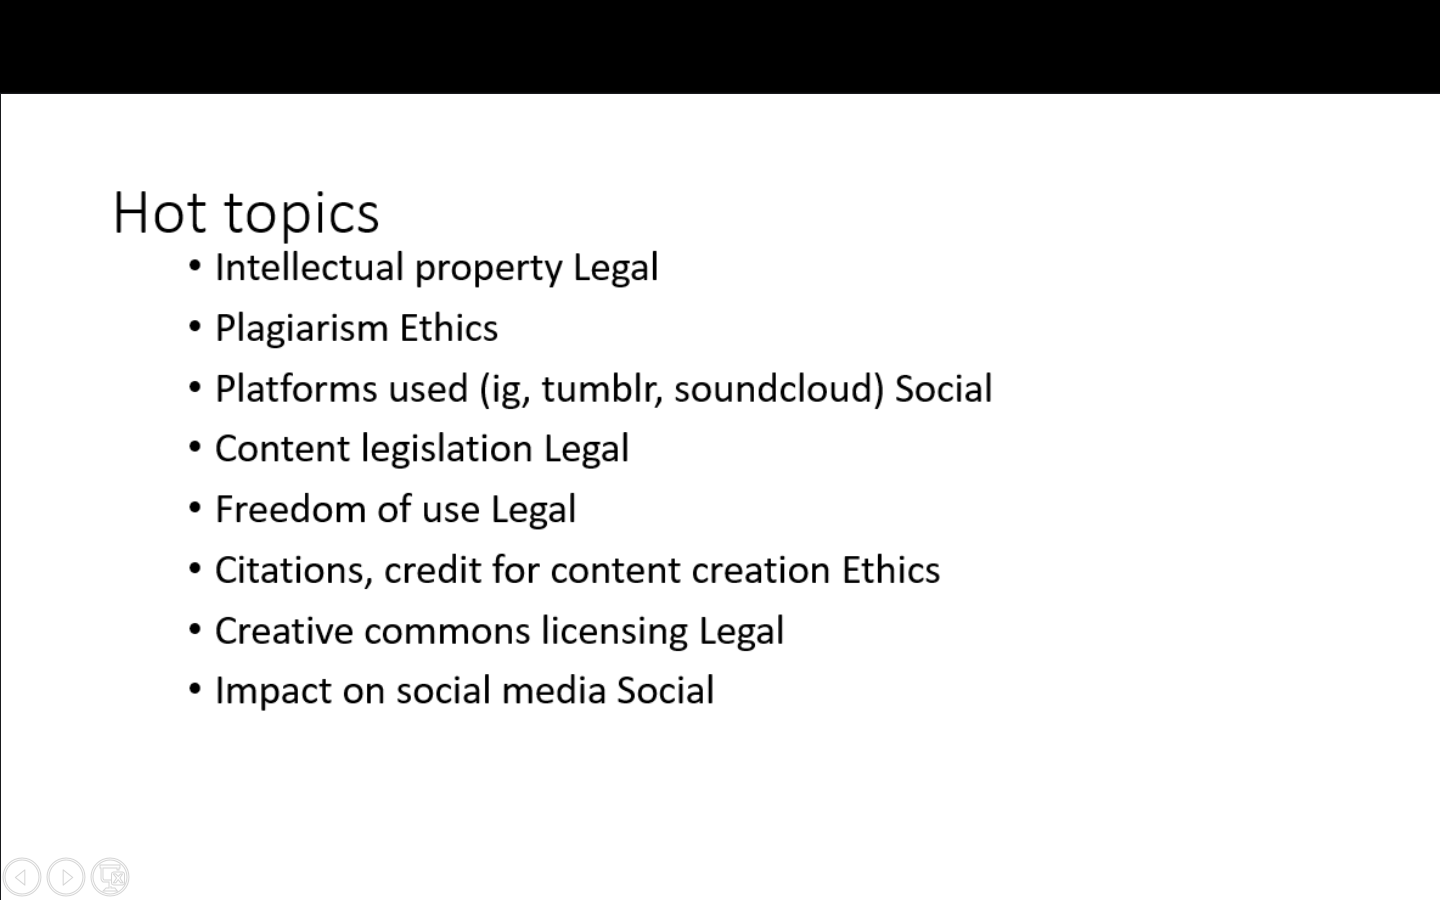 Hot topics
• Intellectual property Legal
• Plagiarism Ethics
• Platforms used (ig, tumblr, soundcloud) Social
• Content legislation Legal
• Freedom of use Legal
• Citations, credit for content creation Ethics
• Creative commons licensing Legal
• Impact on social media Social